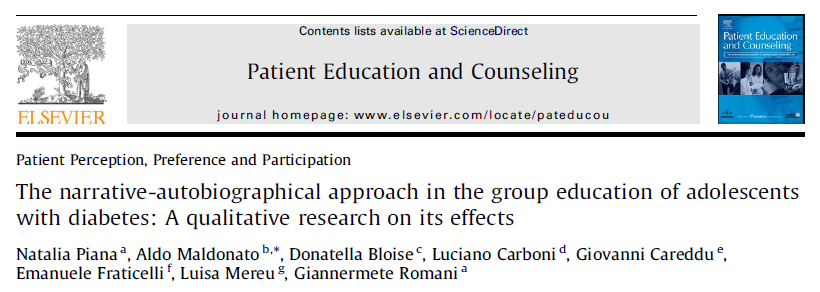 Contents lists available at ScienceDirect
Patient Education and Counseling
journal homepage: www.elsevier.com/locate/pateducou
ELSEVIER
Patient Education
and Counseling
Patient Perception, Preference and Participation
The narrative-autobiographical approach in the group education of adolescents
with diabetes: A qualitative research on its effects
Natalia Piana a, Aldo Maldonato b,*, Donatella Bloise c, Luciano Carboni d, Giovanni Careddu e,
Emanuele Fraticelli f, Luisa Mereu g, Giannermete Romani a